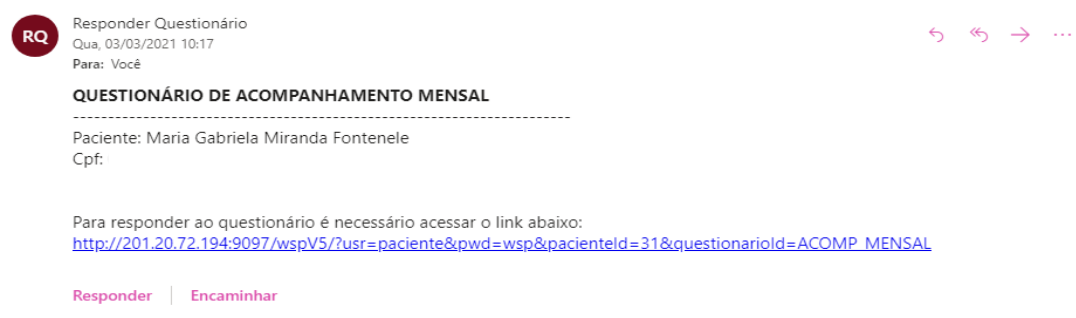 RQ
Responder Questionário
Qua, 03/03/2021 10:17
Para: Você
QUESTIONÁRIO DE ACOMPANHAMENTO MENSAL
-----------------------------------------------------------------------
Paciente: Maria Gabriela Miranda Fontenele
Cpf:
Para responder ao questionário é necessário acessar o link abaixo:
http://201.20.72.194:9097/wspV5/?usr=paciente&pwd=wsp&pacienteId=31&questionarioId=ACOMP_MENSAL
Responder | Encaminhar